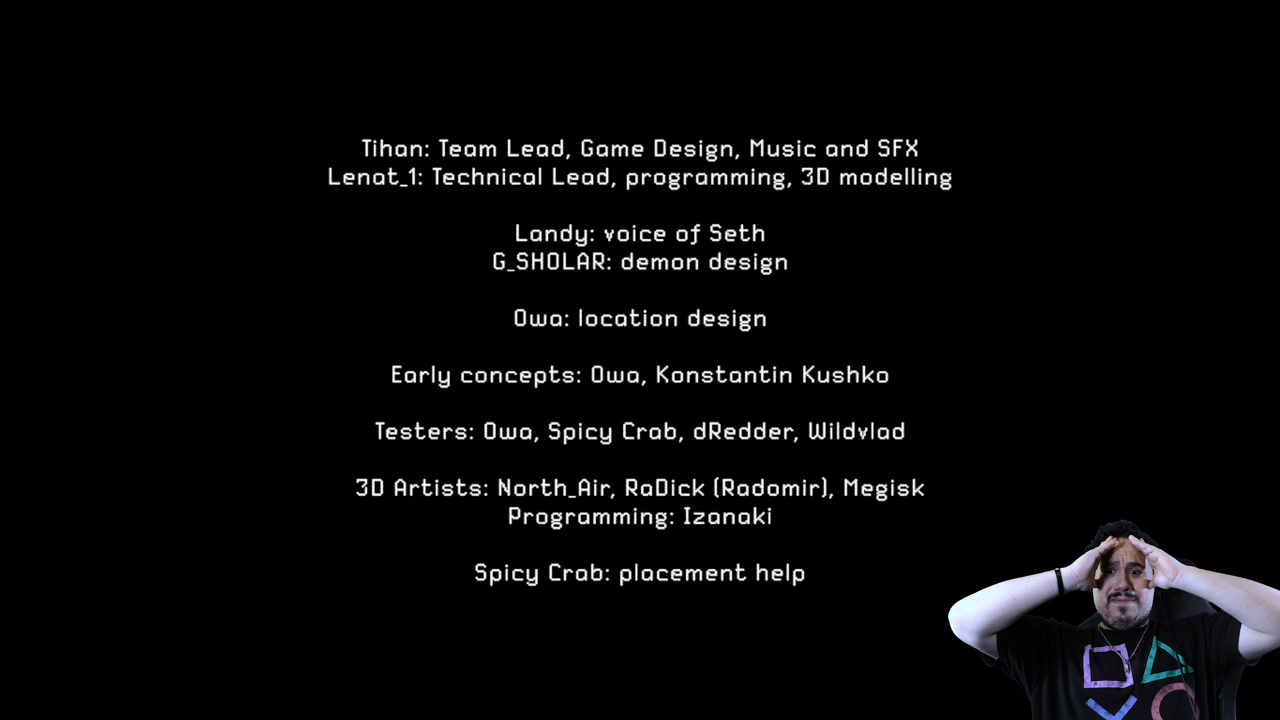 Tihan: Team Lead, Game Design, Music and SFX
Lenat_1: Technical Lead, programming, 3D modelling
Landy: voice of Seth
G_SHOLAR: demon design
Owa: location design
Early concepts: Owa, Konstantin Kushko
Testers: Owa, Spicy Crab, dRedder, Wildvlad
3D Artists: North_Air, RaDick (Radomir), Megisk
Programming: Izanaki
Spicy Crab: placement help